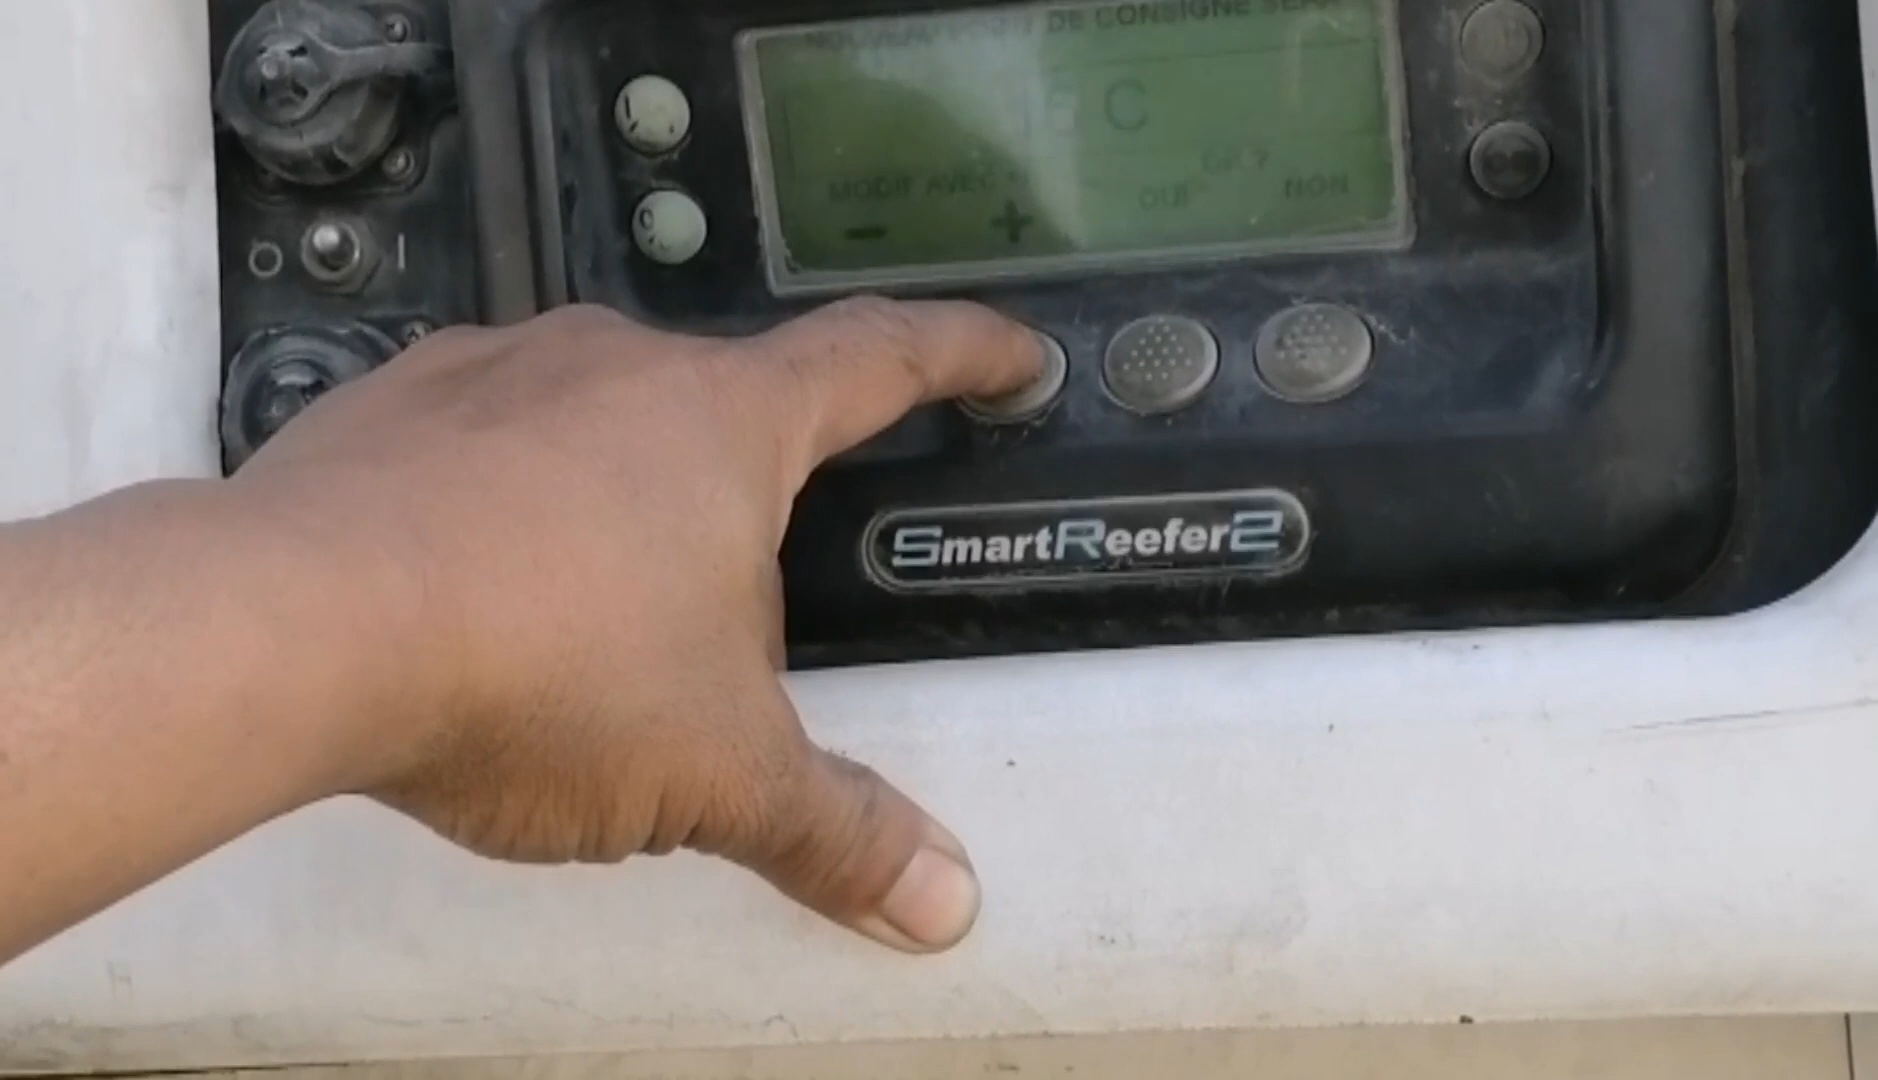 DE CONSIGNE
C
OK ?
MODIF AVEC
OUI
NON
- +
O I
SmartReefer2